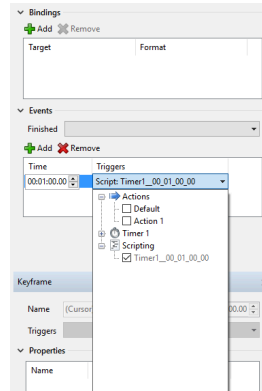 Bindings
Add Remove
Target Format
Events
Finished
Add Remove
Time Triggers
00:01:00.00 Script: Timer1__00_01_00_00
Actions
Default
Action 1
Timer 1
Scripting
Timer1__00_01_00_00
Keyframe
Name (Cursor 00.00
Triggers
Properties
Name